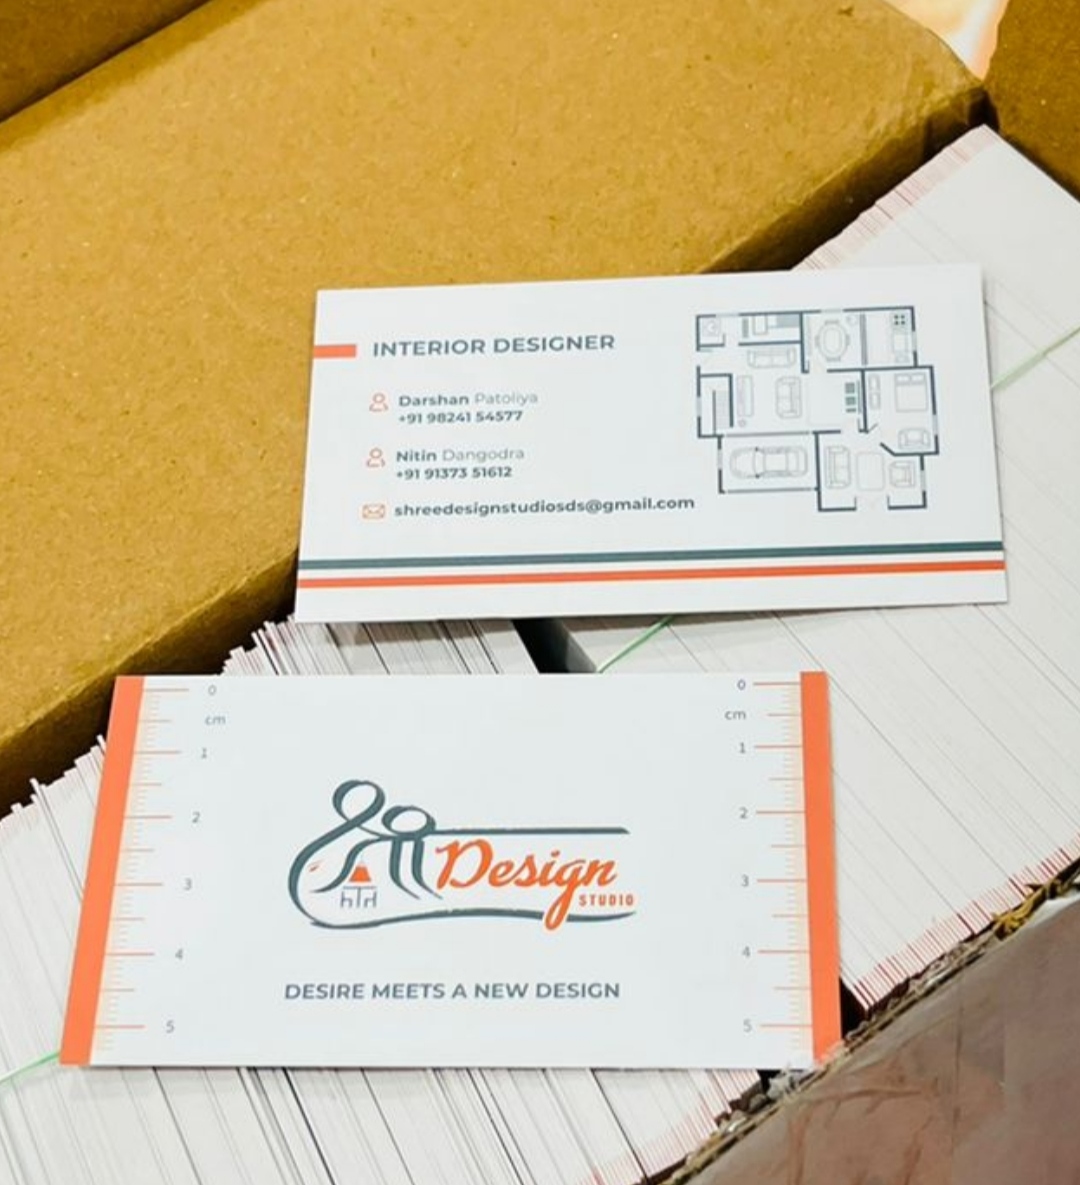 INTERIOR DESIGNER
Darshan Patoliya
+91 98241 54577
Nitin Dangodra
+91 91373 51612
shreedesignstudiosds@gmail.com
0
cm
1
2
3
4
5
श्री Design
STUDIO
DESIRE MEETS A NEW DESIGN
0
cm
1
2
3
4
5